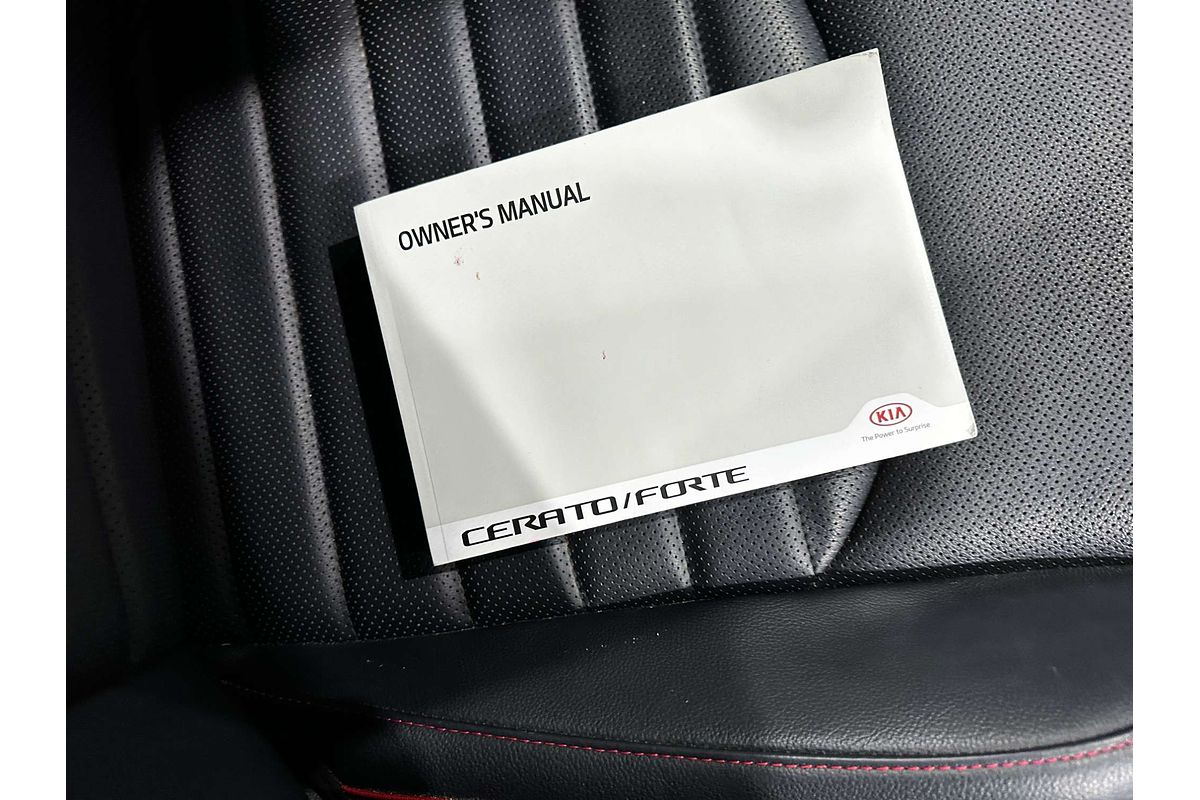 OWNER'S MANUAL
KIA
The Power to Surprise
CERATO/FORTE